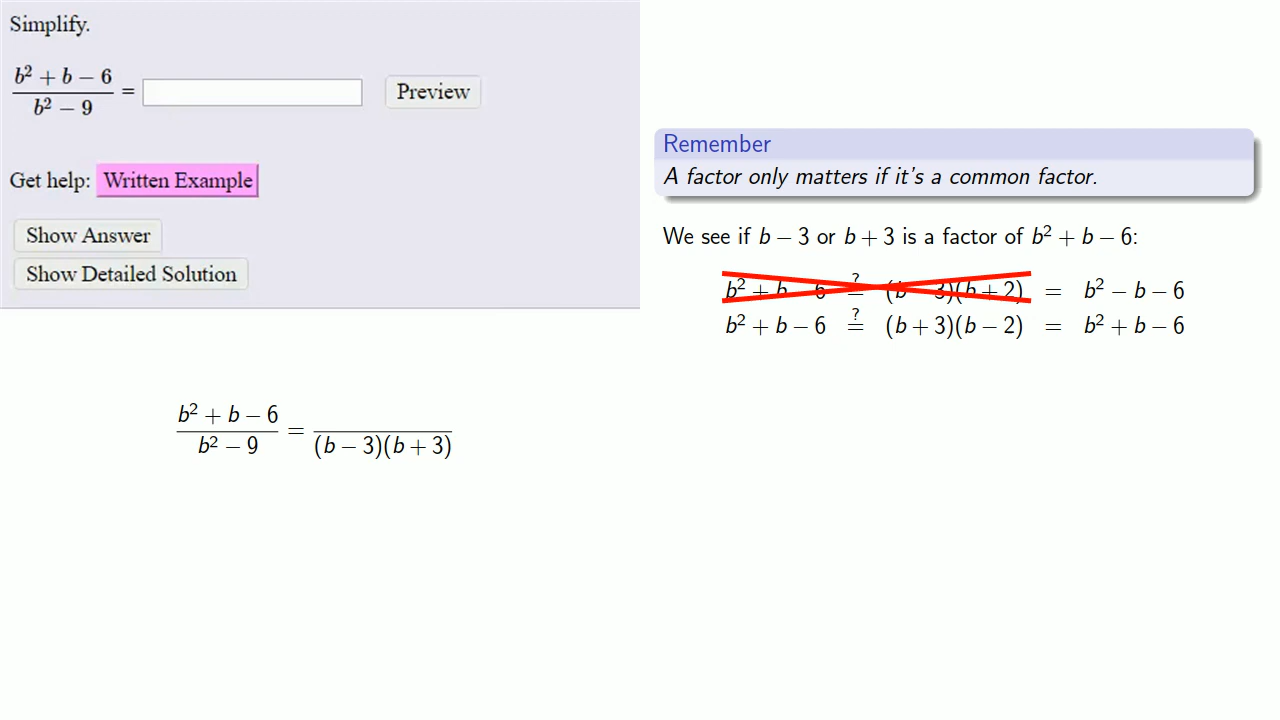 Simplify.
b² + b − 6
b² − 9
=
Preview
Get help: Written Example
Show Answer
Show Detailed Solution
Remember
A factor only matters if it's a common factor.
We see if b − 3 or b + 3 is a factor of b² + b − 6:
b² + b − 6 ≟ (b − 3)(b + 2) = b² − b − 6
b² + b − 6 ≟ (b + 3)(b − 2) = b² + b − 6
b² + b − 6
b² − 9
=
(b − 3)(b + 3)